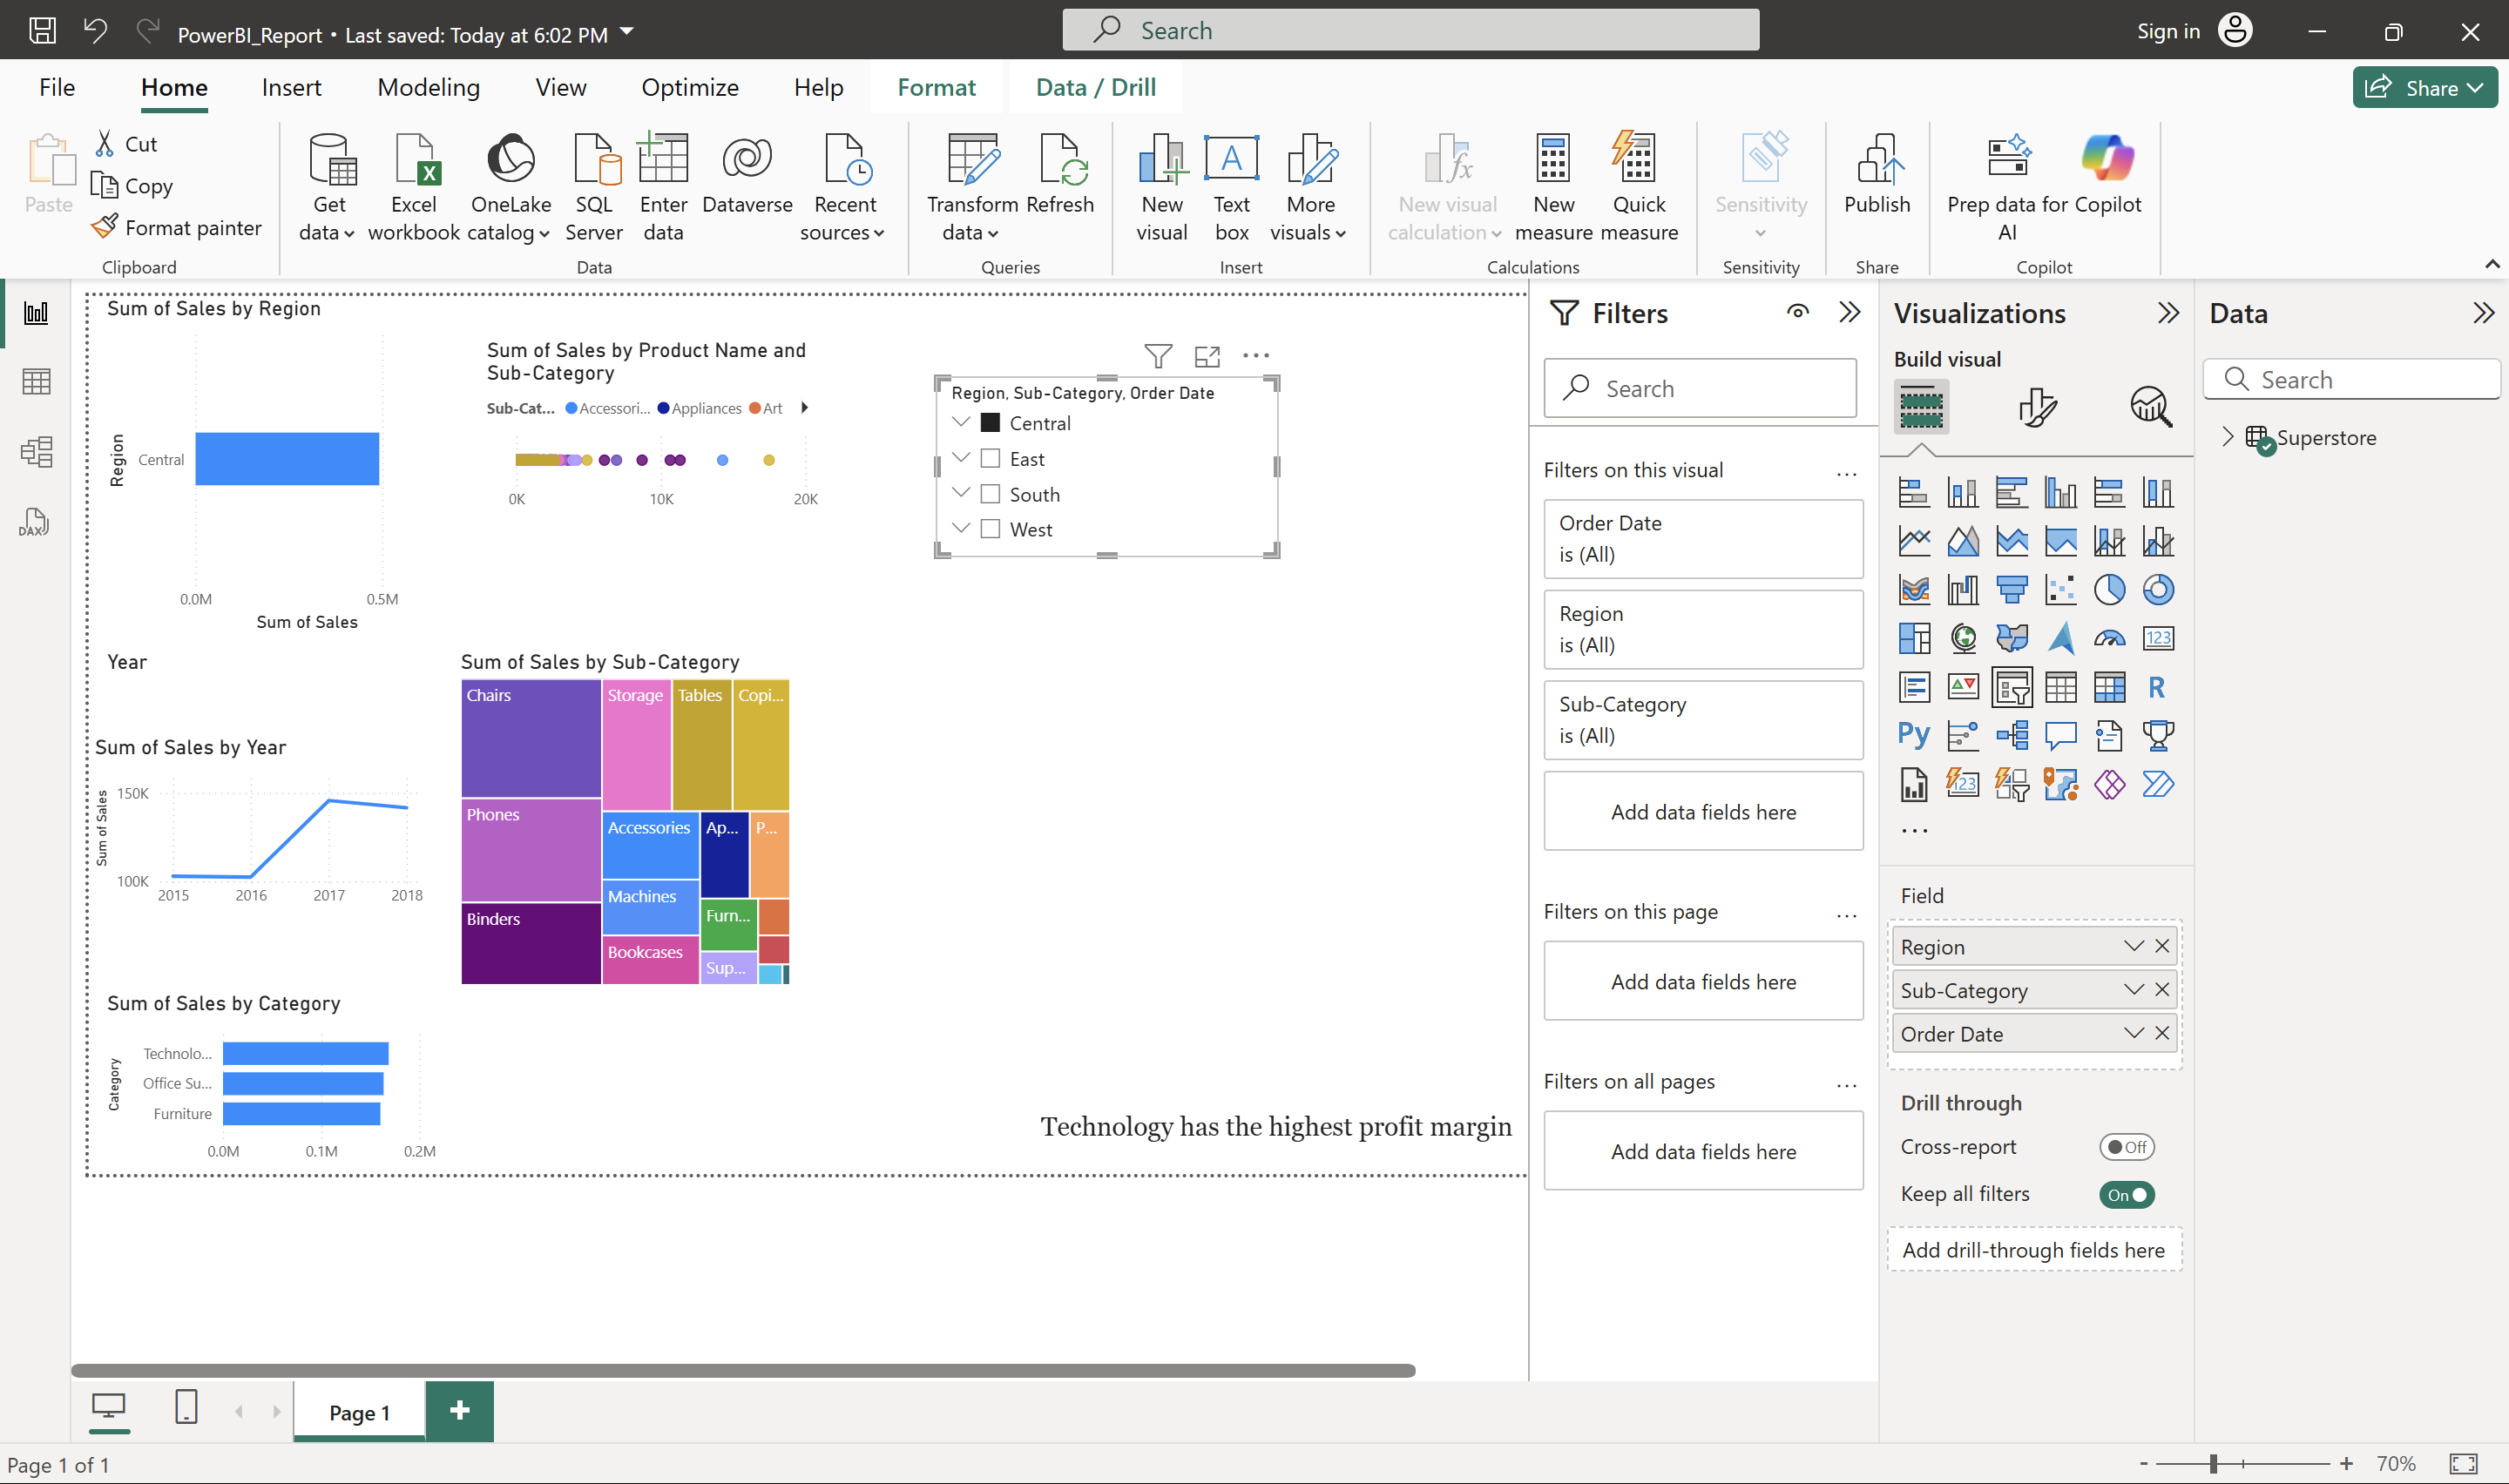 PowerBI_Report • Last saved: Today at 6:02 PM
Search
Sign in
File
Home
Insert
Modeling
View
Optimize
Help
Format
Data / Drill
Share
Paste
Cut
Copy
Format painter
Clipboard
Get data
Excel workbook
OneLake catalog
SQL Server
Enter data
Dataverse
Recent sources
Data
Transform data
Refresh
Queries
New visual
Text box
More visuals
Insert
New visual calculation
New measure
Quick measure
Calculations
Sensitivity
Sensitivity
Publish
Share
Prep data for AI
Copilot
Copilot
DAX
Sum of Sales by Region
Region
Central
0.0M
0.5M
Sum of Sales
Sum of Sales by Product Name and
Sub-Category
Sub-Cat... Accessori... Appliances Art
0K
10K
20K
Region, Sub-Category, Order Date
Central
East
South
West
Year
Sum of Sales by Year
Sum of Sales
150K
100K
2015
2016
2017
2018
Sum of Sales by Sub-Category
Chairs
Storage
Tables
Copi...
Phones
Accessories
Ap...
P...
Machines
Binders
Furn...
Bookcases
Sup...
Sum of Sales by Category
Category
Technolo...
Office Su...
Furniture
0.0M
0.1M
0.2M
Technology has the highest profit margin
Filters
Search
Filters on this visual
Order Date
is (All)
Region
is (All)
Sub-Category
is (All)
Add data fields here
Filters on this page
Add data fields here
Filters on all pages
Add data fields here
Visualizations
Build visual
123
R
Py
123
Field
Region
Sub-Category
Order Date
Drill through
Cross-report
Off
Keep all filters
On
Add drill-through fields here
Data
Search
Superstore
Page 1
Page 1 of 1
70%